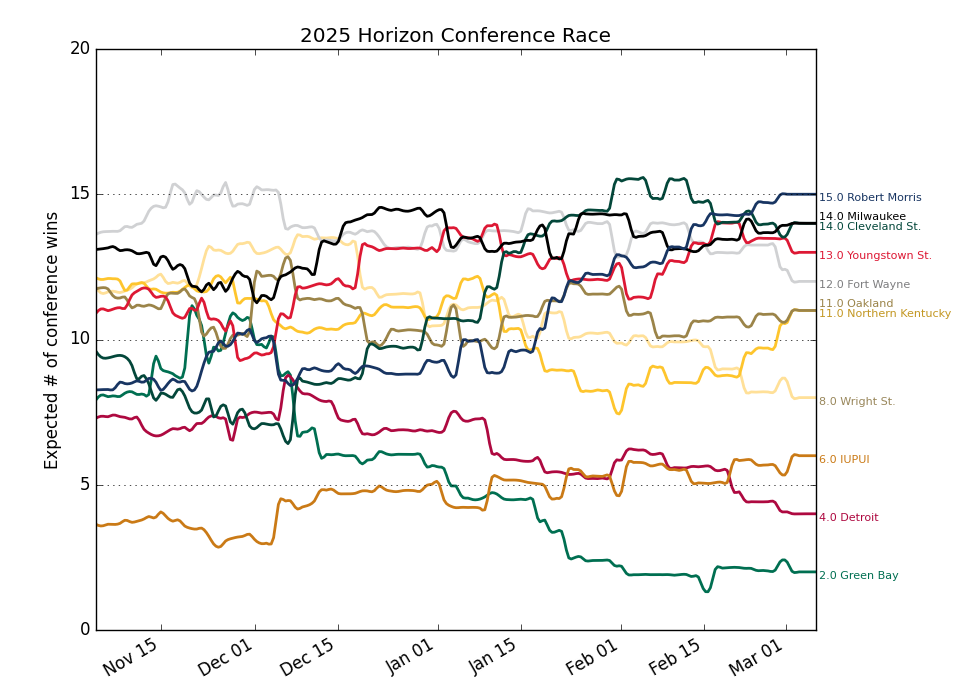 2025 Horizon Conference Race
Expected # of conference wins
20
15
10
5
0
Nov 15
Dec 01
Dec 15
Jan 01
Jan 15
Feb 01
Feb 15
Mar 01
15.0 Robert Morris
14.0 Milwaukee
14.0 Cleveland St.
13.0 Youngstown St.
12.0 Fort Wayne
11.0 Oakland
11.0 Northern Kentucky
8.0 Wright St.
6.0 IUPUI
4.0 Detroit
2.0 Green Bay